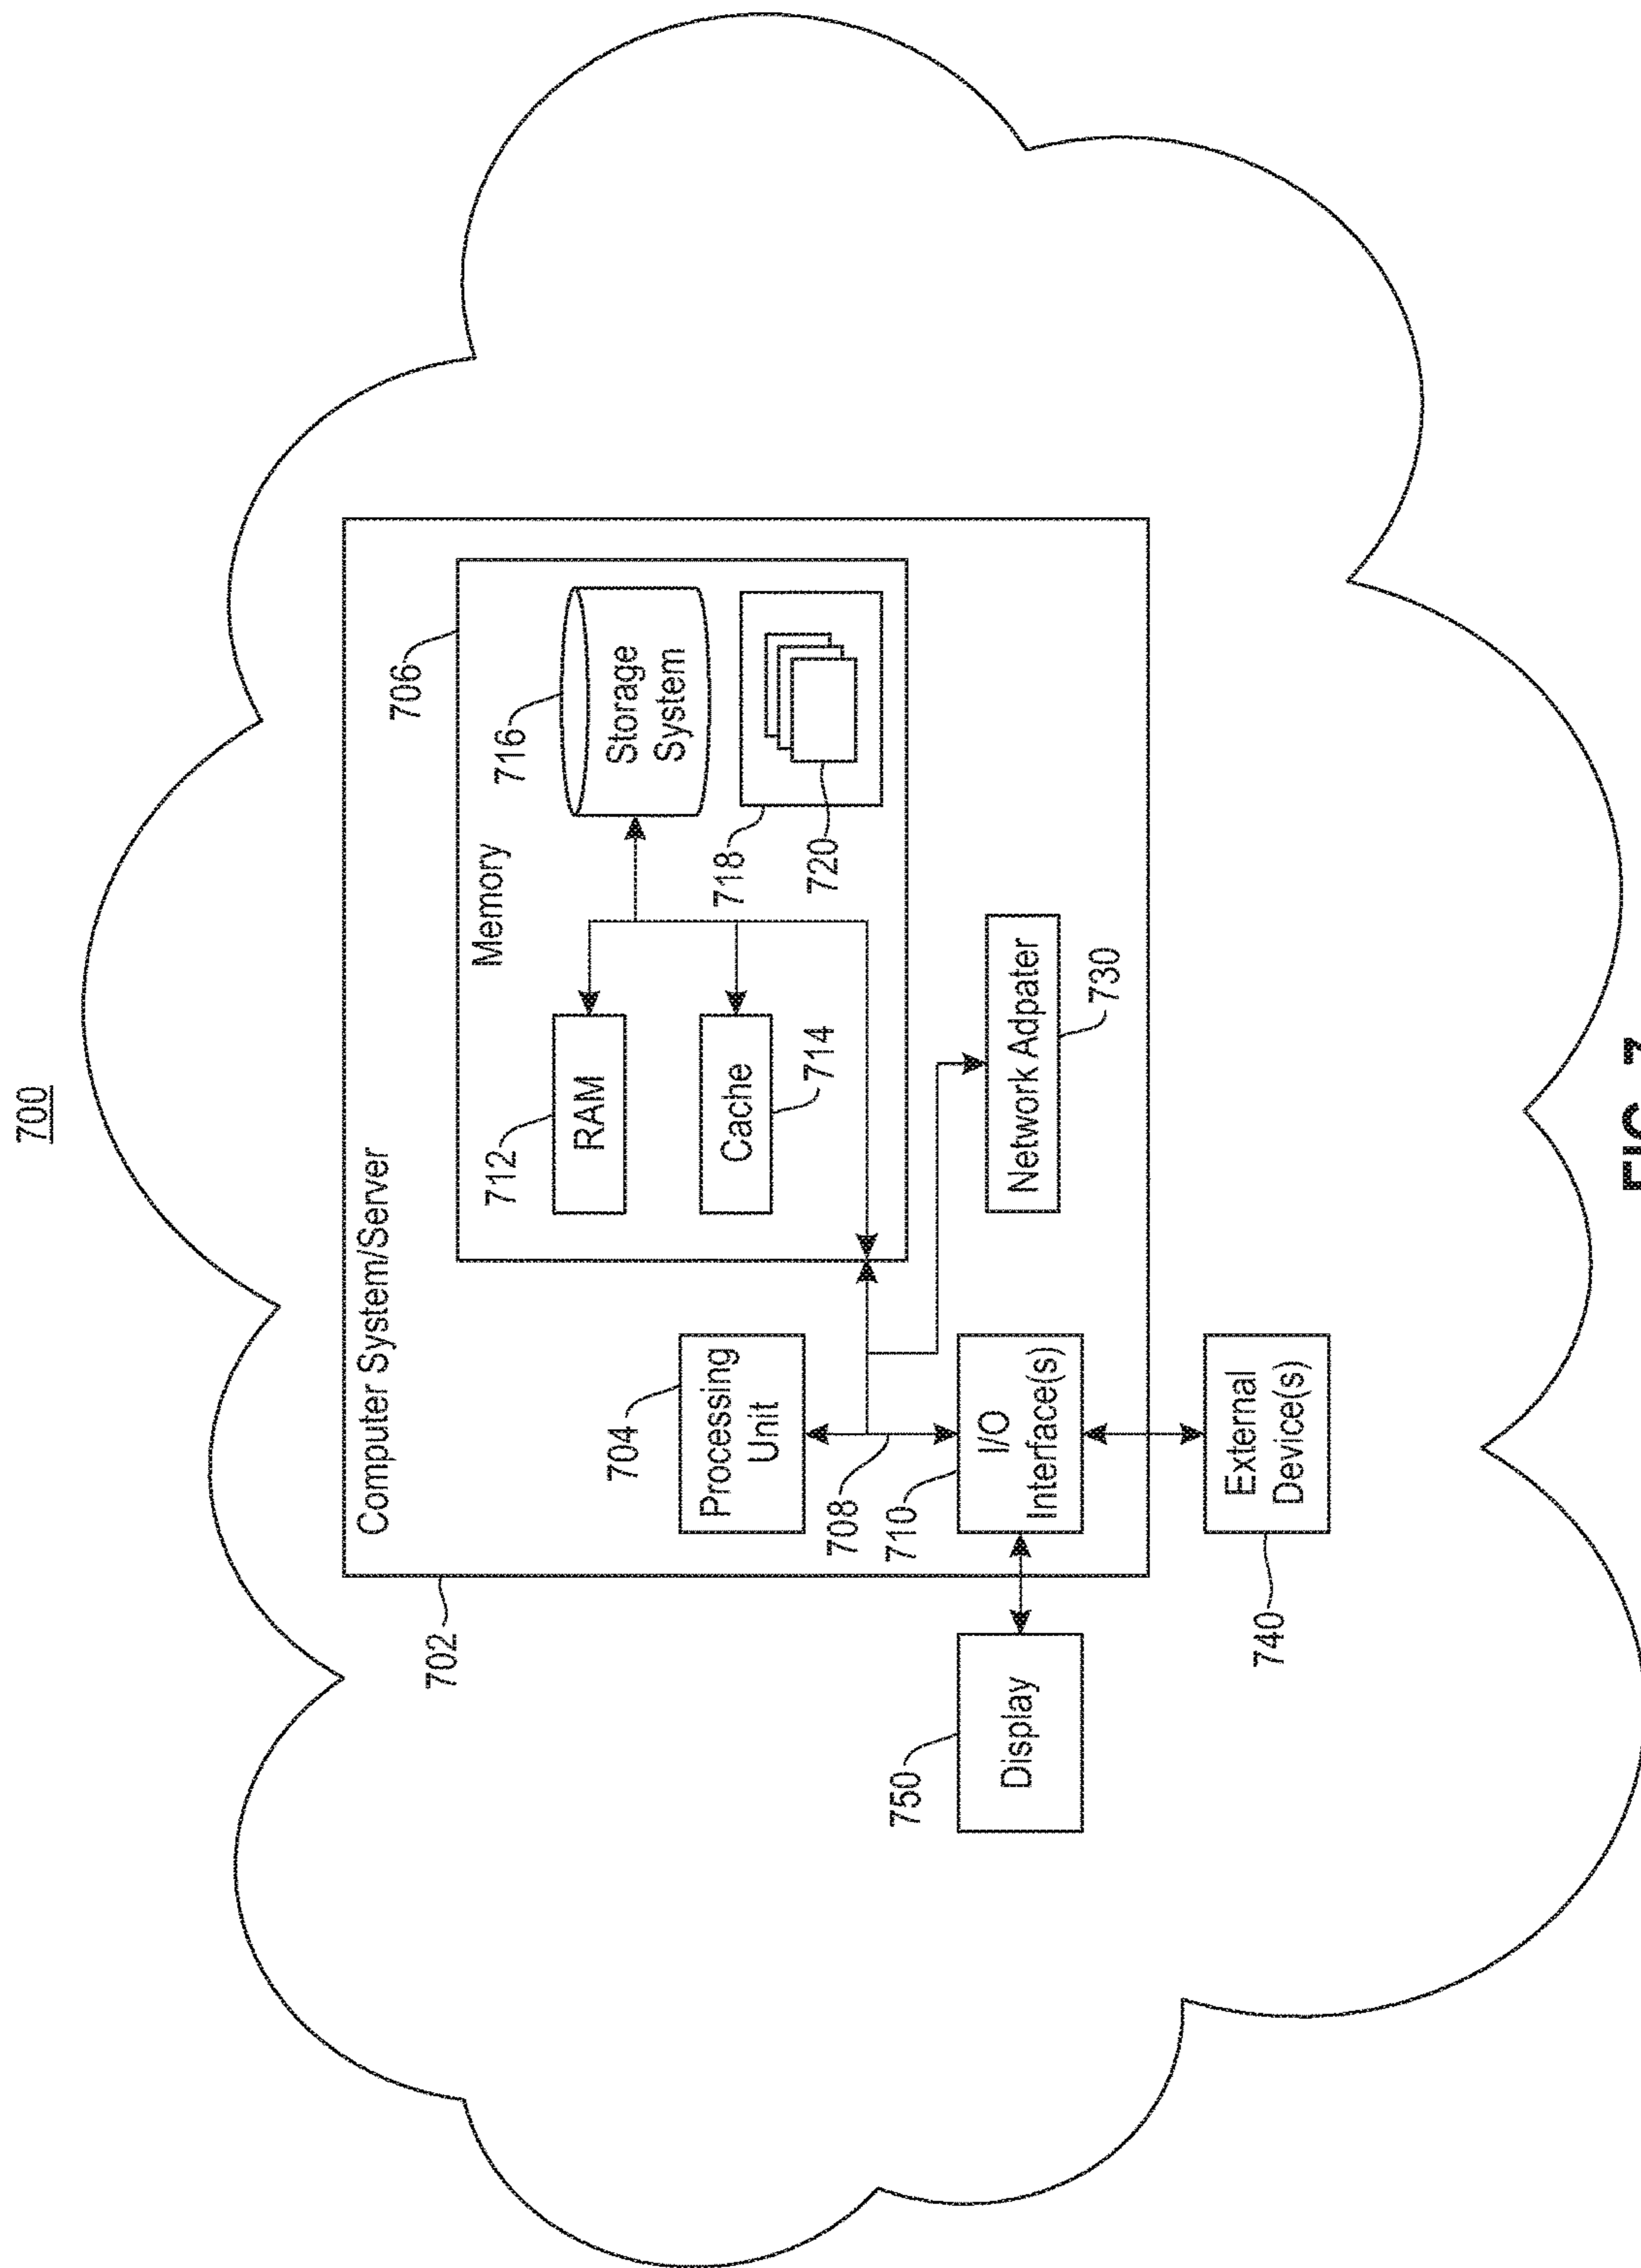 700
Computer System/Server
706
702
Memory
716
712
RAM
Storage
System
704
Processing
Unit
718
Cache
714
720
708
710
750
Display
I/O
Interface(s)
Network Adpater
730
External
Device(s)
740
FIG. 7